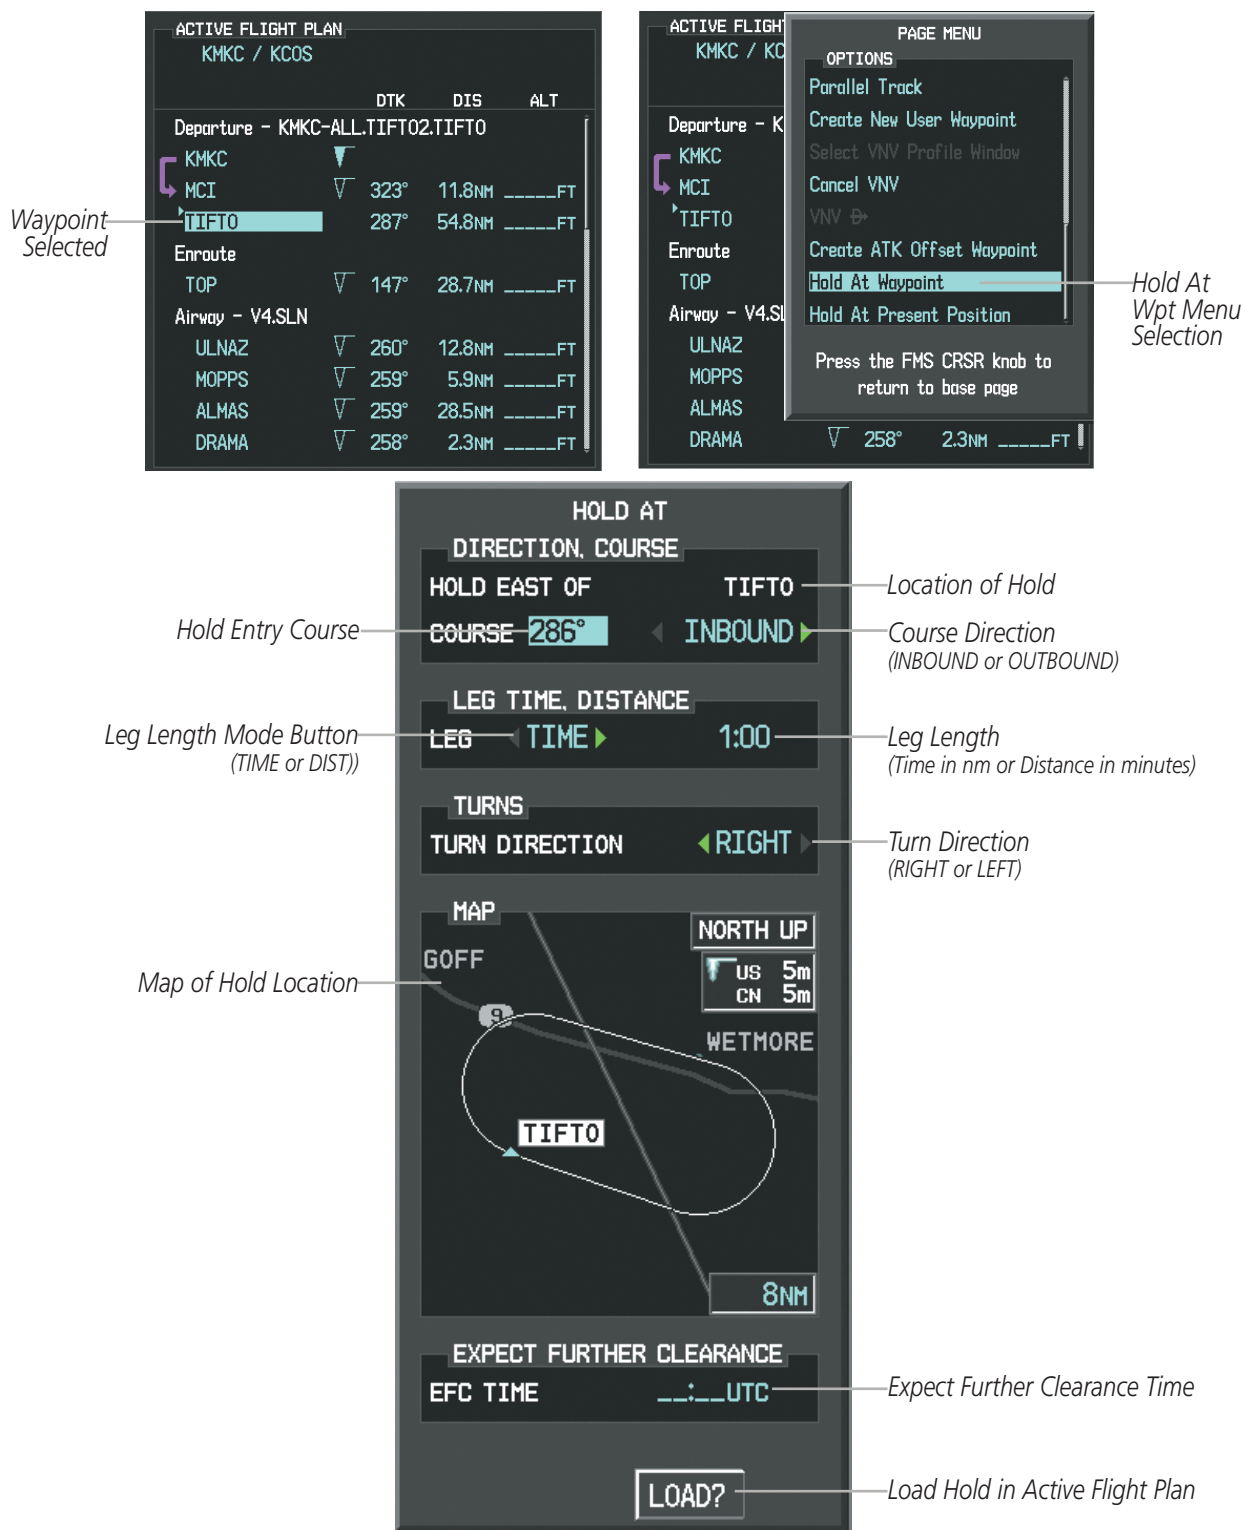 ACTIVE FLIGHT PLAN
KMKC / KCOS
DTK DIS ALT
Departure - KMKC-ALL.TIFTO2.TIFTO
KMKC
MCI 323° 11.8NM _____FT
TIFTO 287° 54.8NM _____FT
Enroute
TOP 147° 28.7NM _____FT
Airway - V4.SLN
ULNAZ 260° 12.8NM _____FT
MOPPS 259° 5.9NM _____FT
ALMAS 259° 28.5NM _____FT
DRAMA 258° 2.3NM _____FT
Waypoint
Selected
ACTIVE FLIGH
KMKC / KC
Departure - K
KMKC
MCI
TIFTO
Enroute
TOP
Airway - V4.SL
ULNAZ
MOPPS
ALMAS
DRAMA 258° 2.3NM _____FT
PAGE MENU
OPTIONS
Parallel Track
Create New User Waypoint
Select VNV Profile Window
Cancel VNV
VNV D
Create ATK Offset Waypoint
Hold At Waypoint
Hold At Present Position
Press the FMS CRSR knob to
return to base page
Hold At
Wpt Menu
Selection
HOLD AT
DIRECTION, COURSE
HOLD EAST OF TIFTO
COURSE 286° INBOUND
Location of Hold
Hold Entry Course
Course Direction
(INBOUND or OUTBOUND)
LEG TIME, DISTANCE
LEG TIME 1:00
Leg Length Mode Button
(TIME or DIST))
Leg Length
(Time in nm or Distance in minutes)
TURNS
TURN DIRECTION RIGHT
Turn Direction
(RIGHT or LEFT)
MAP
NORTH UP
GOFF
US 5m
CN 5m
9
WETMORE
TIFTO
8NM
Map of Hold Location
EXPECT FURTHER CLEARANCE
EFC TIME __:__UTC
Expect Further Clearance Time
LOAD?
Load Hold in Active Flight Plan